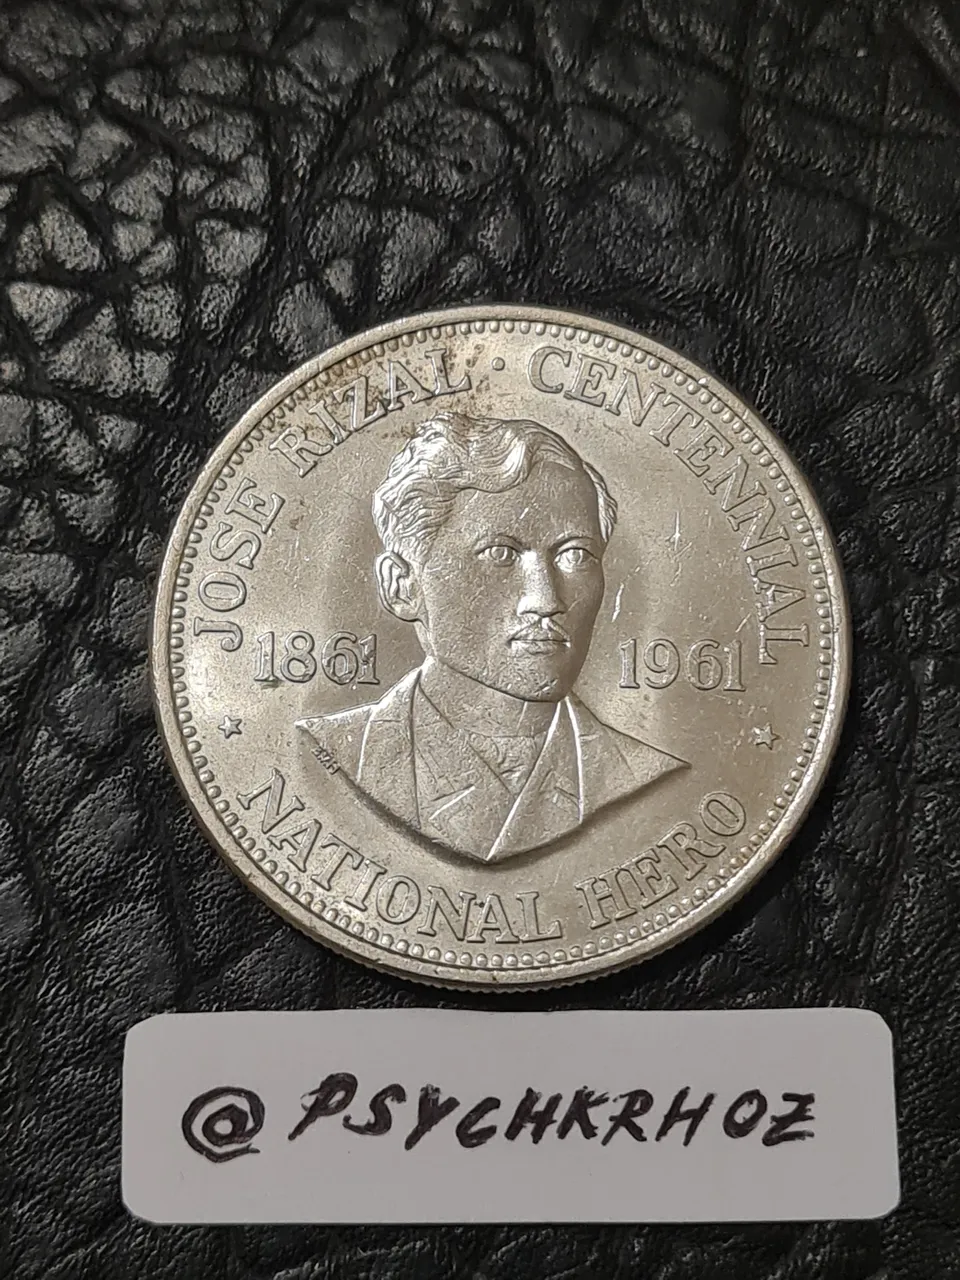 JOSE RIZAL · CENTENNIAL
1861 1961
NATIONAL HERO
@PSYCHKRHOZ